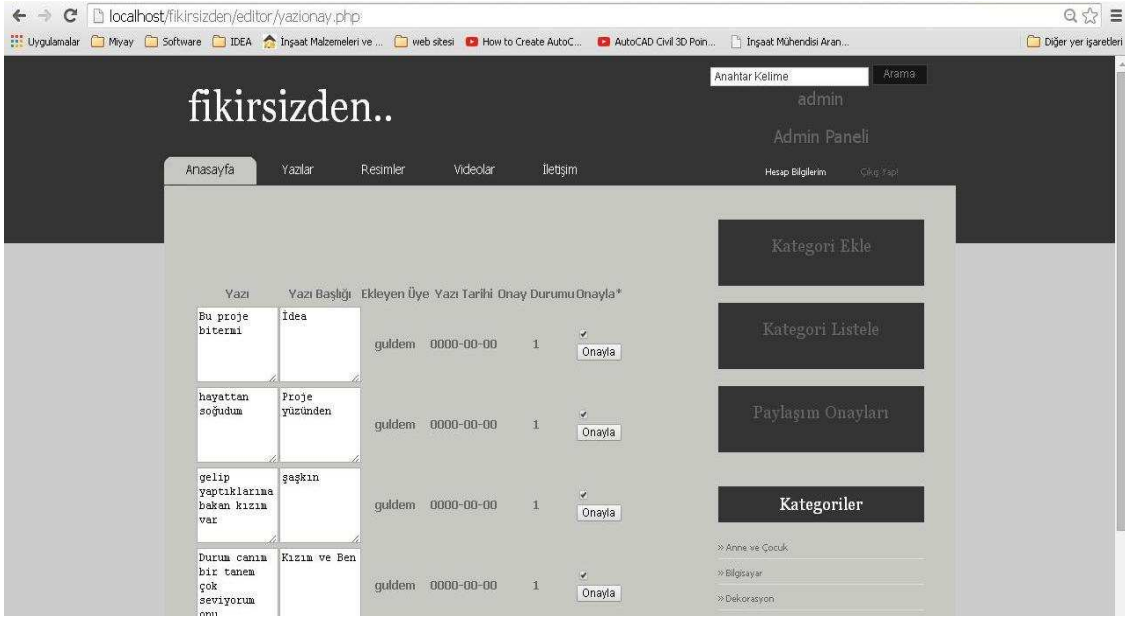 localhost/fikirsizden/editor/yazionay.php
Uygulamalar Miyay Software IDEA İnşaat Malzemeleri ve ... web sitesi How to Create AutoC... AutoCAD Civil 3D Poin... İnşaat Mühendisi Aran... Diğer yer işaretleri
Anahtar Kelime Arama
fikirsizden..
admin
Admin Paneli
Anasayfa Yazılar Resimler Videolar İletişim
Hesap Bilgilerim Çıkış Yap!
Kategori Ekle
Yazı Yazı Başlığı Ekleyen Üye Yazı Tarihi Onay Durumu Onayla*
Bu proje
bitermi
İdea
guldem 0000-00-00 1 Onayla
Kategori Listele
hayattan
soğudum
Proje
yüzünden
guldem 0000-00-00 1 Onayla
Paylaşım Onayları
gelip
yaptıklarıma
bakan kızım
var
şaşkın
guldem 0000-00-00 1 Onayla
Kategoriler
» Anne ve Çocuk
» Bilgisayar
» Dekorasyon
Durum canım
bir tanem
çok
seviyorum
onu
Kızım ve Ben
guldem 0000-00-00 1 Onayla